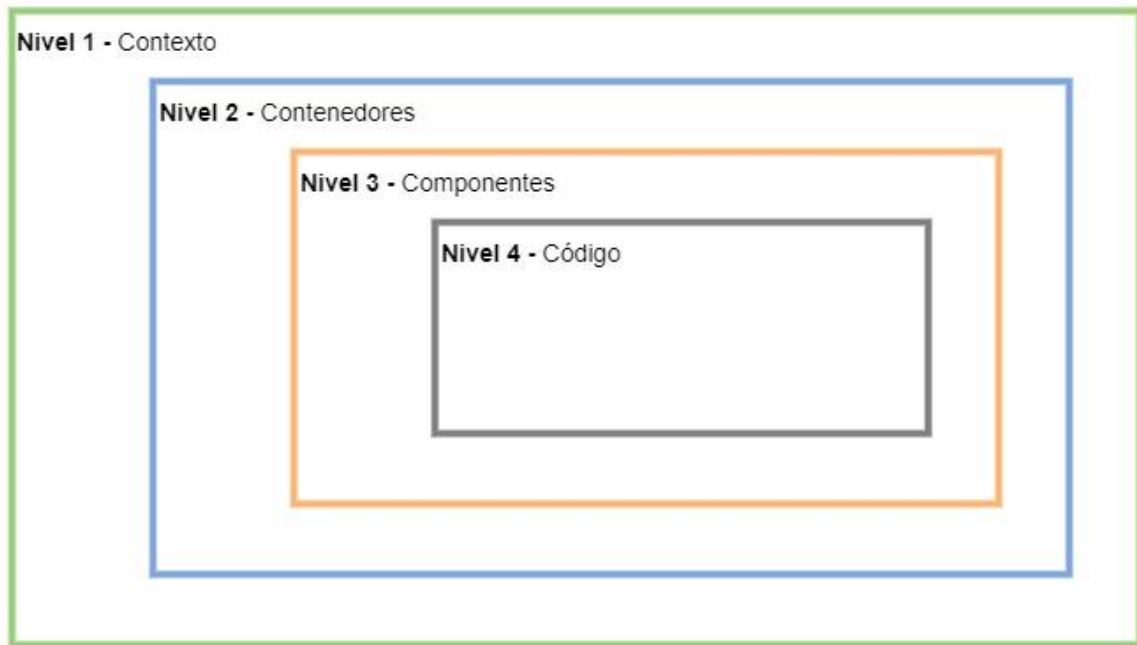 Nivel 1 - Contexto
Nivel 2 - Contenedores
Nivel 3 - Componentes
Nivel 4 - Código